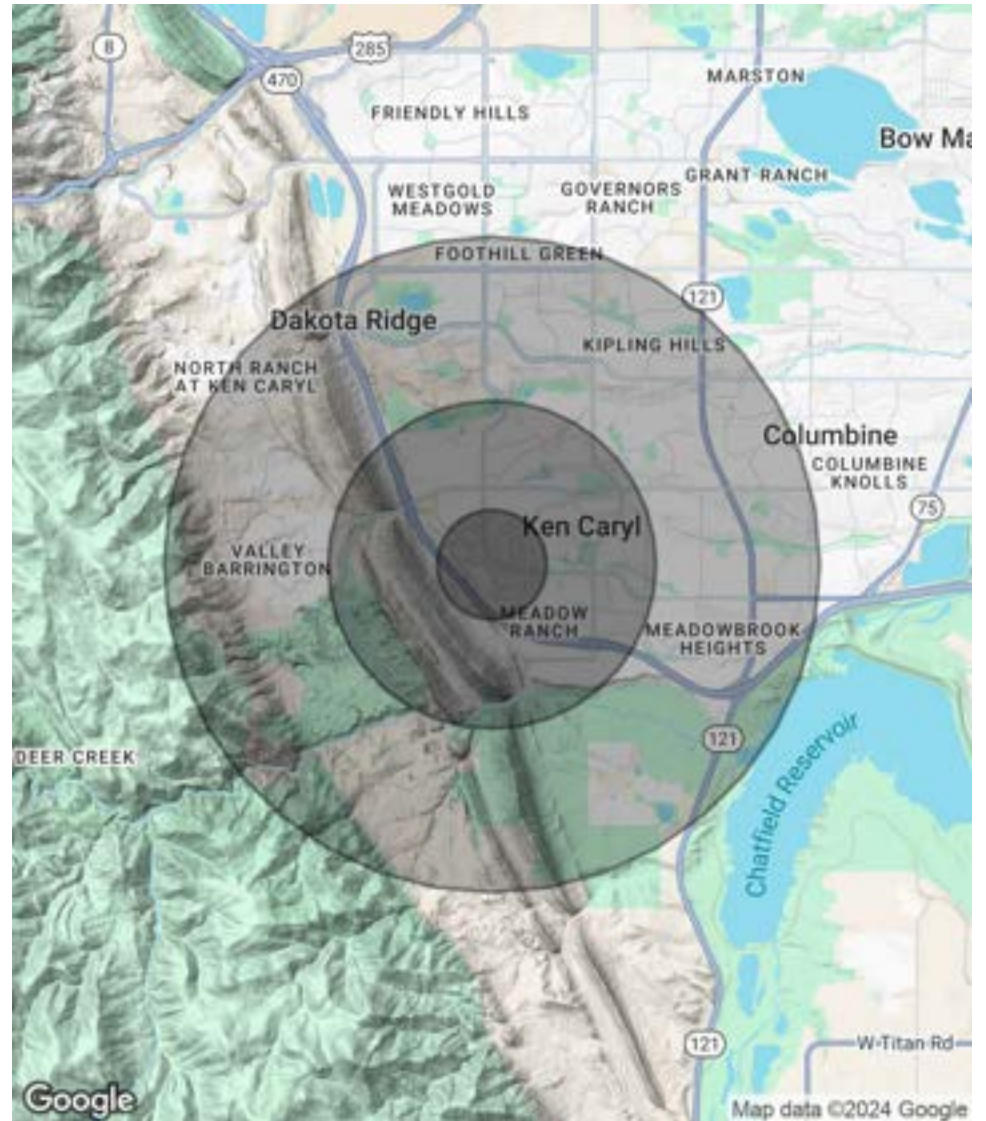 8
285
470
MARSTON
FRIENDLY HILLS
Bow Ma
GRANT RANCH
WESTGOLD
MEADOWS
GOVERNORS
RANCH
FOOTHILL GREEN
121
Dakota Ridge
KIPLING HILLS
NORTH RANCH
AT KEN CARYL
Columbine
COLUMBINE
KNOLLS
75
Ken Caryl
VALLEY
BARRINGTON
MEADOW
RANCH
MEADOWBROOK
HEIGHTS
121
DEER CREEK
Chatfield Reservoir
121
W-Titan Rd
Google
Map data ©2024 Google